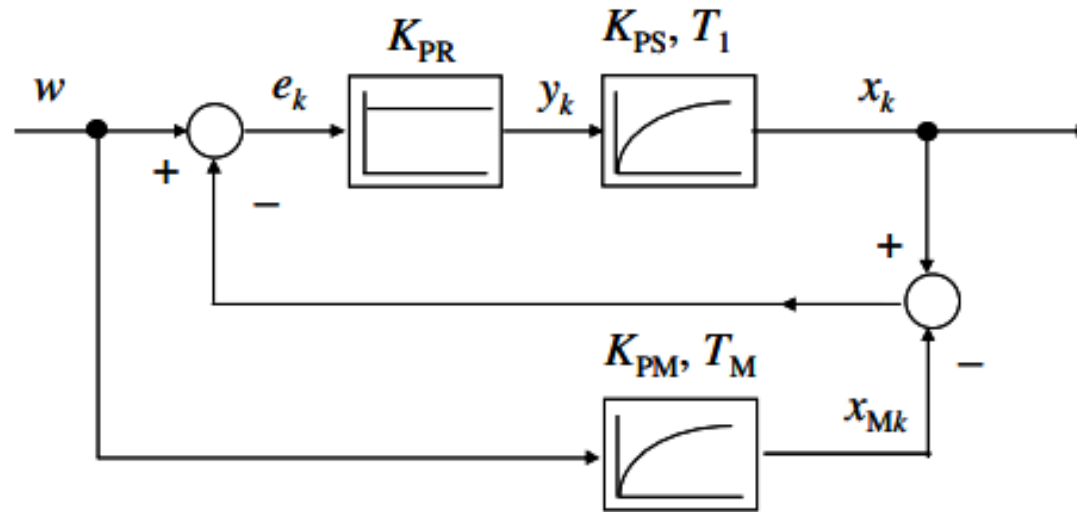 K_PR
K_PS, T_1
w
e_k
y_k
x_k
+
−
+
K_PM, T_M
−
x_Mk